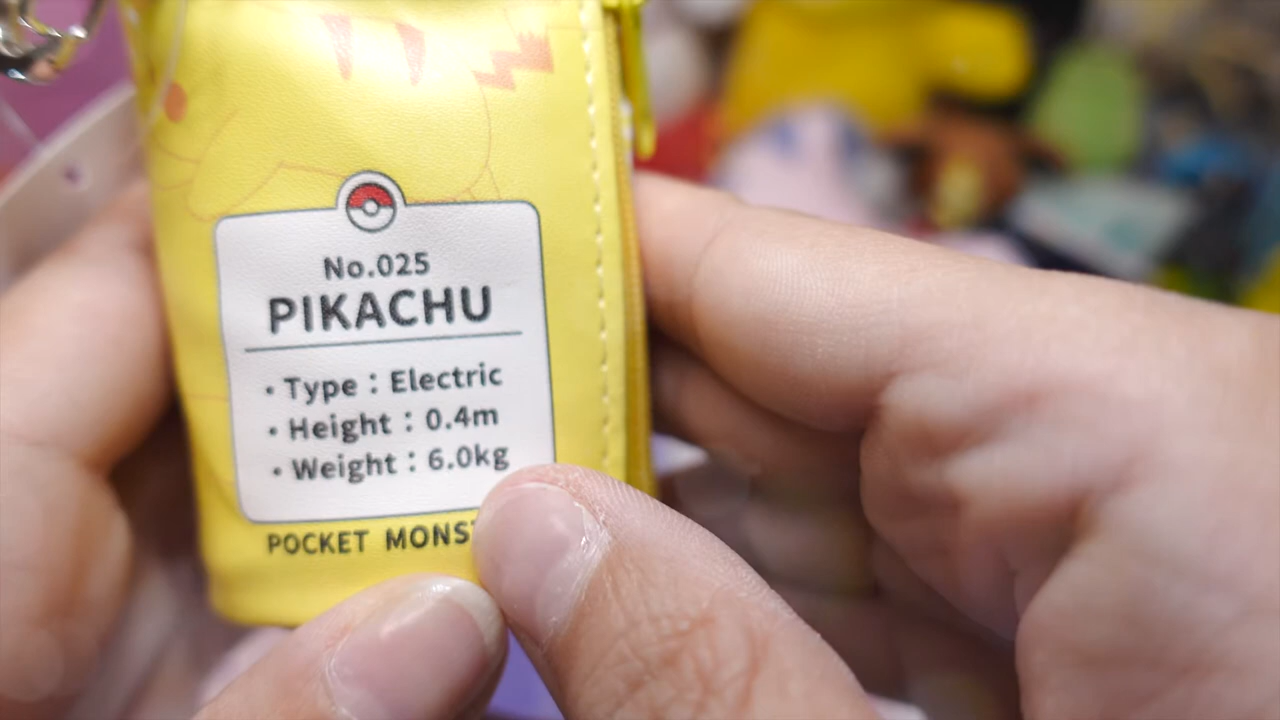 No.025
PIKACHU
• Type : Electric
• Height : 0.4m
• Weight : 6.0kg
POCKET MONS